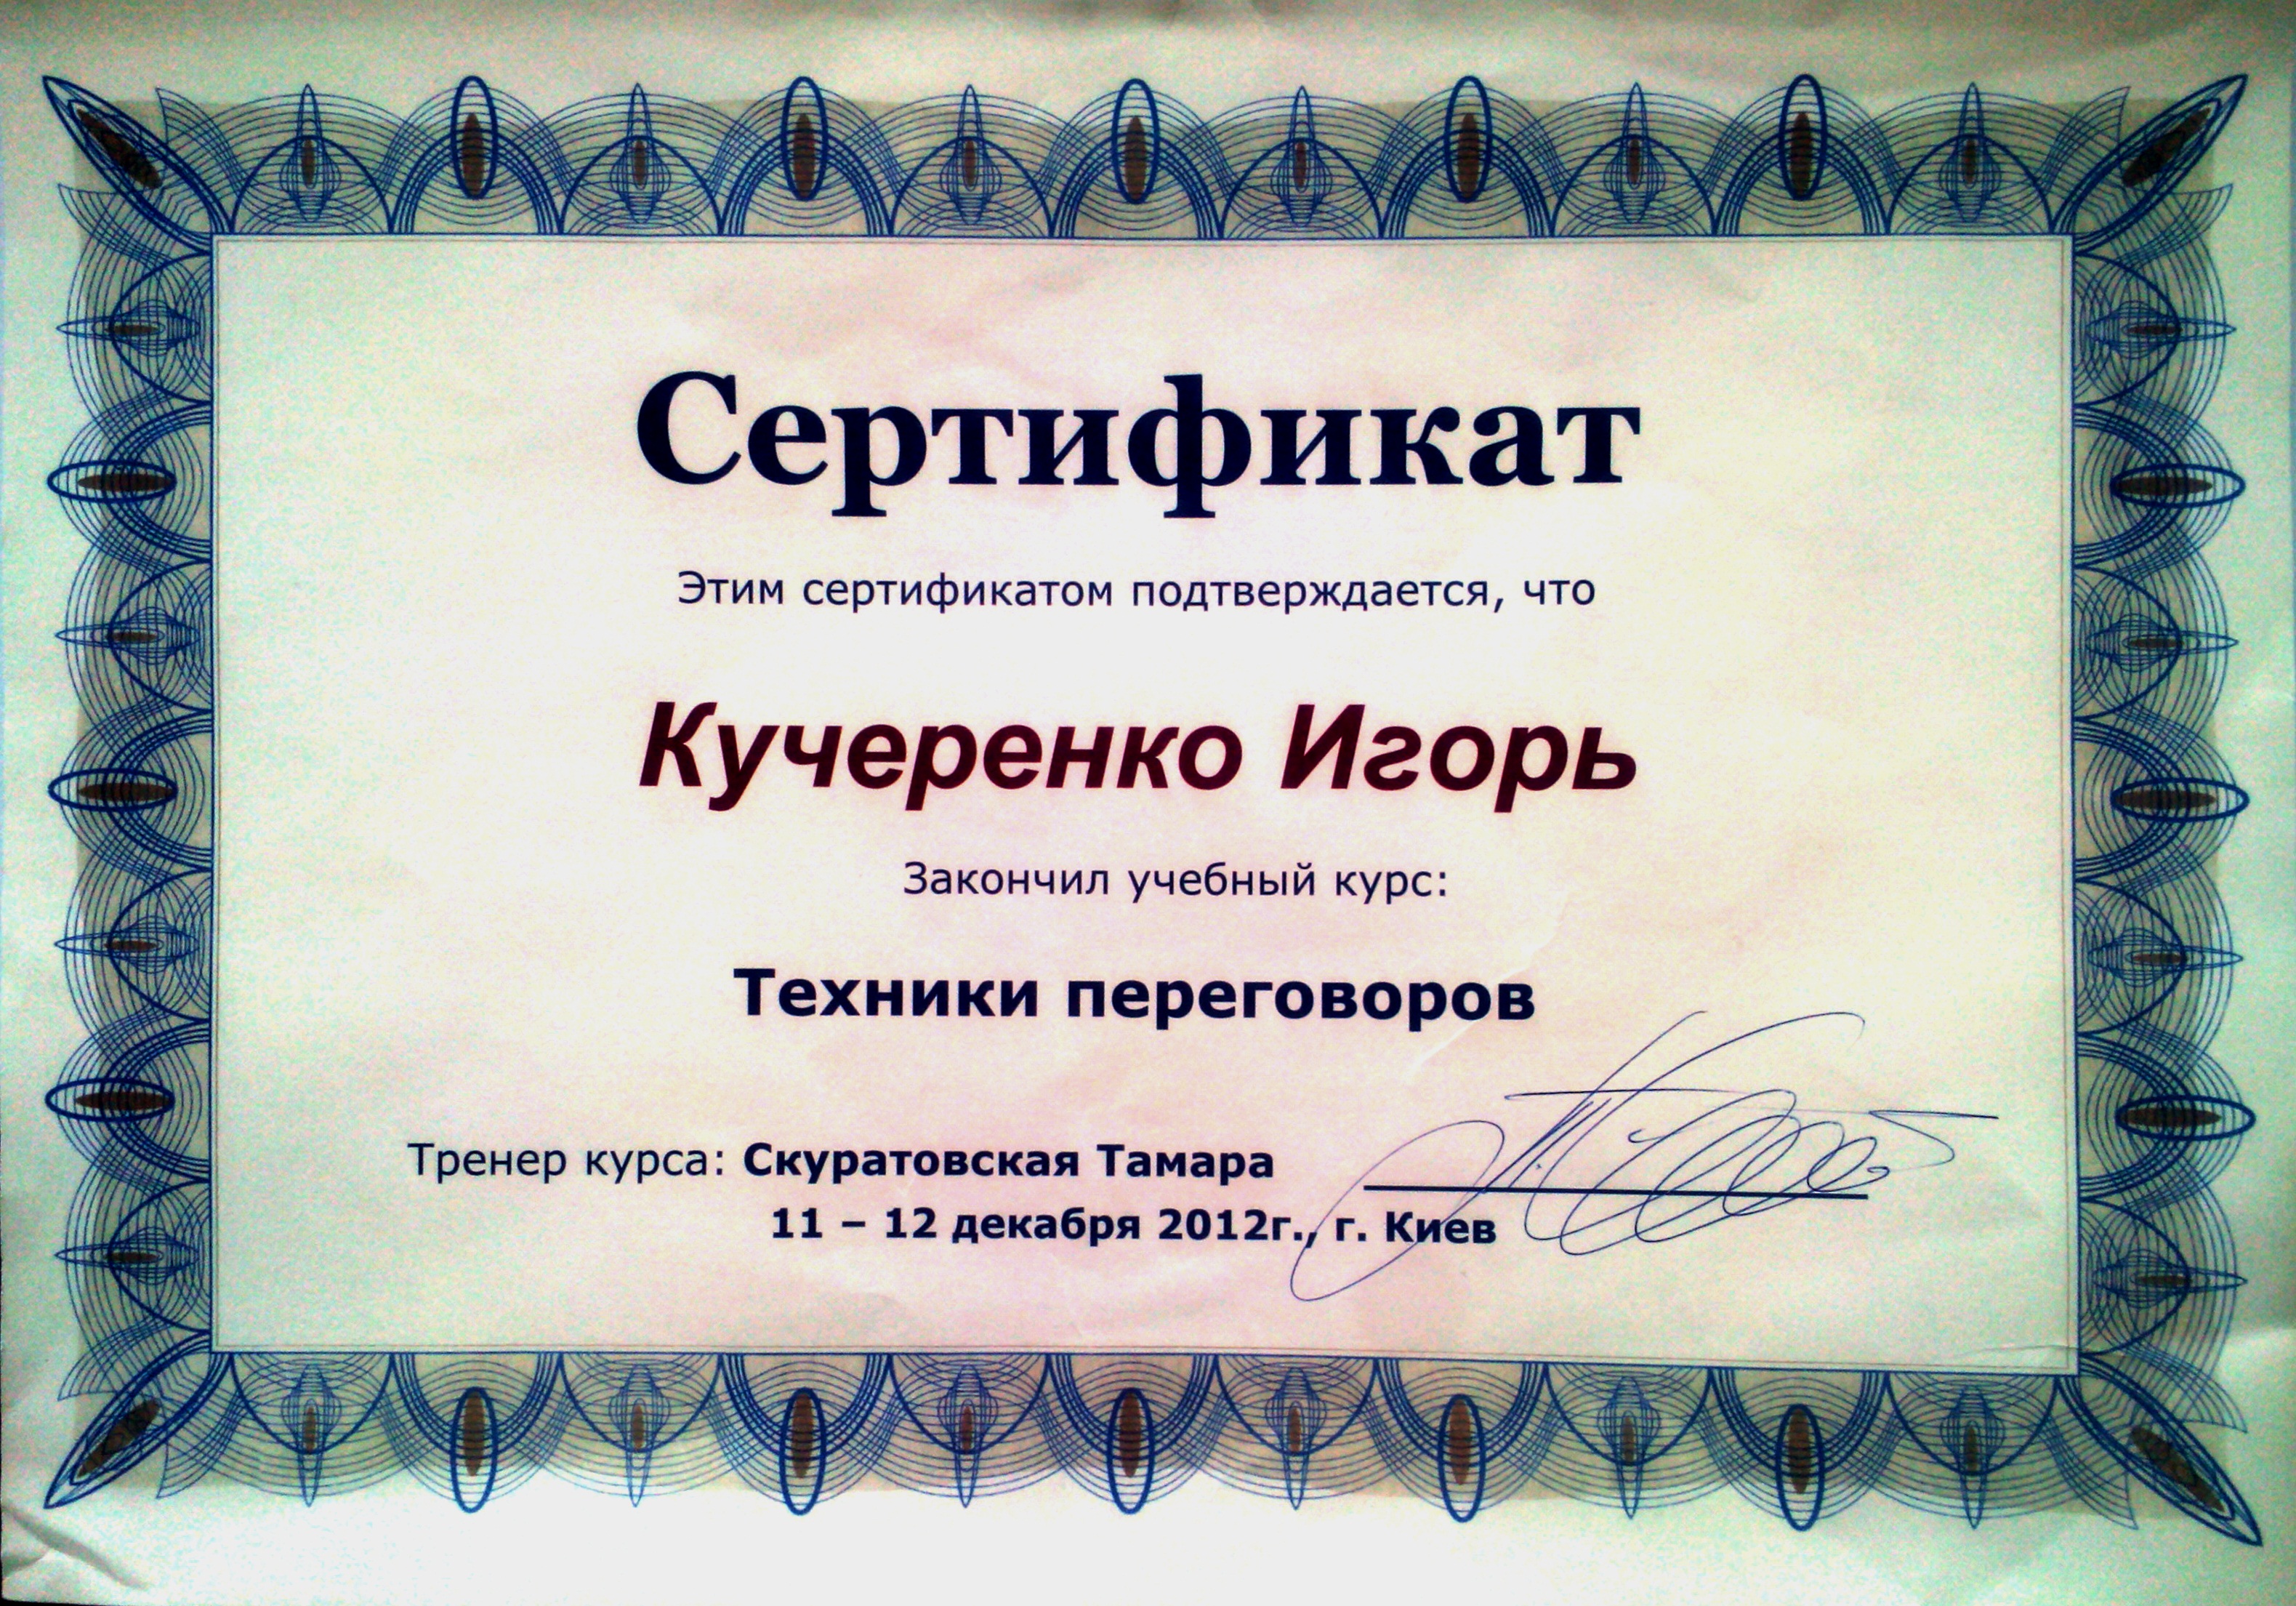 Сертификат
Этим сертификатом подтверждается, что
Кучеренко Игорь
Закончил учебный курс:
Техники переговоров
Тренер курса: Скуратовская Тамара
11 – 12 декабря 2012г., г. Киев